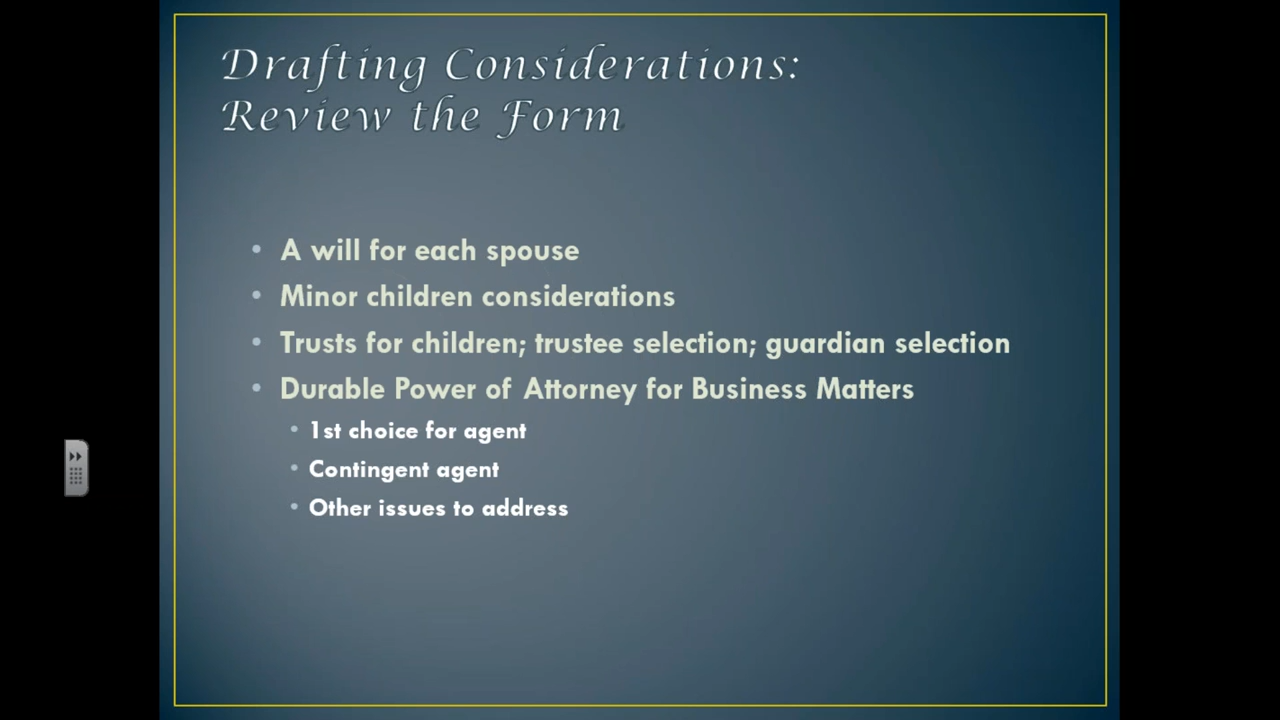 Drafting Considerations:
Review the Form
• A will for each spouse
• Minor children considerations
• Trusts for children; trustee selection; guardian selection
• Durable Power of Attorney for Business Matters
• 1st choice for agent
• Contingent agent
• Other issues to address